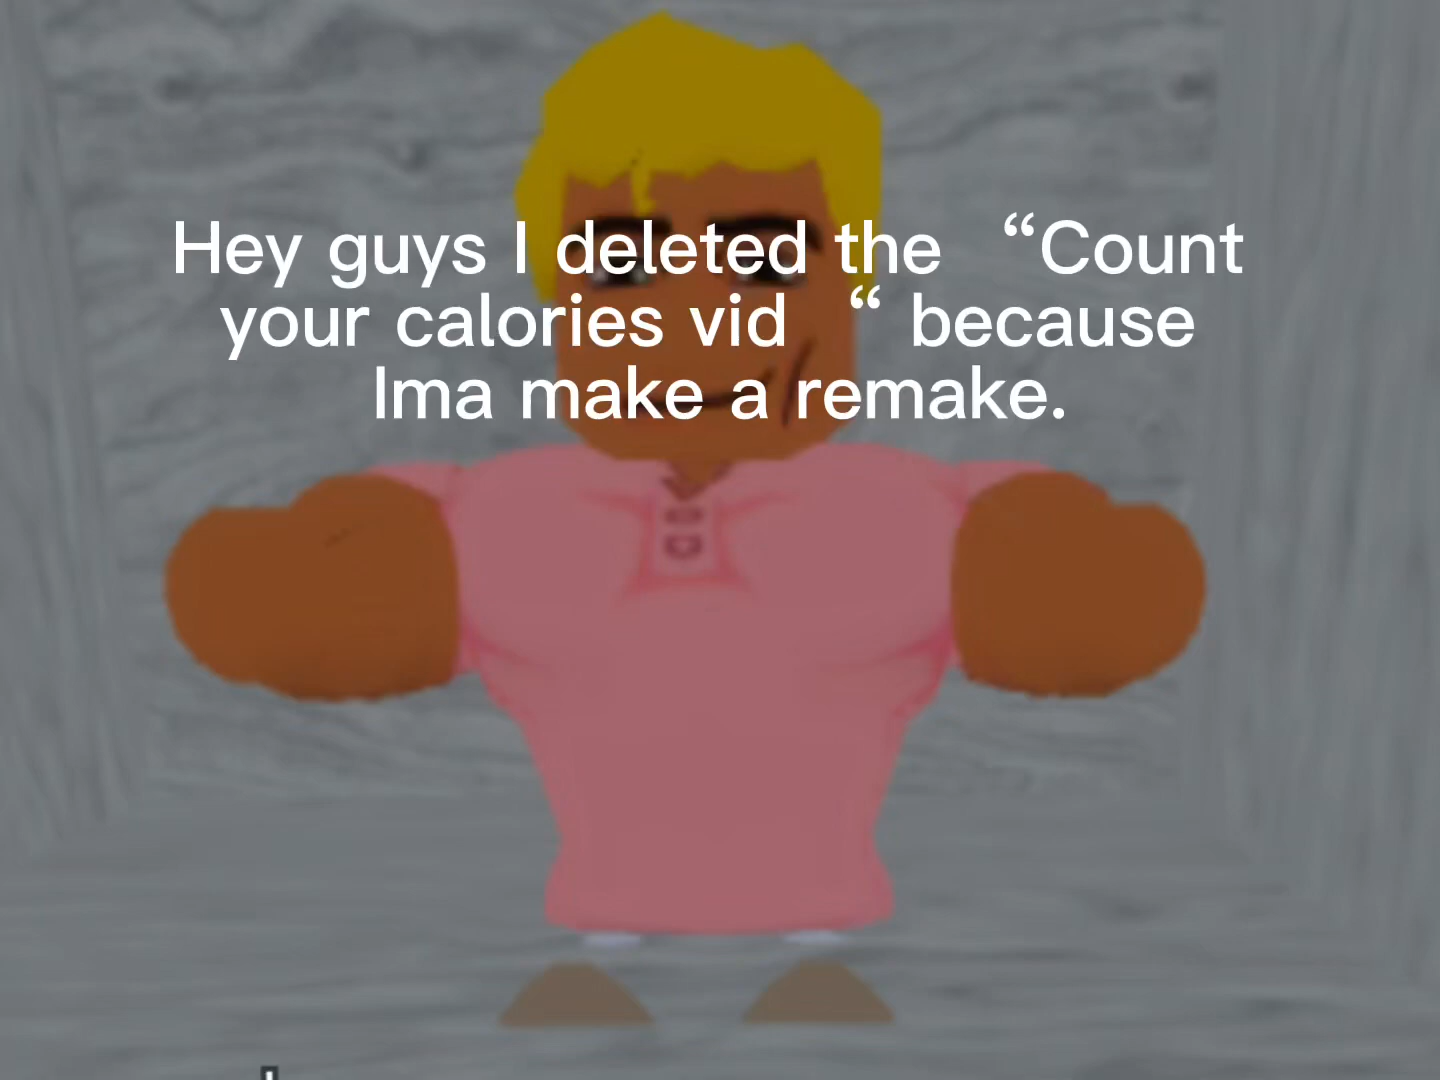 Hey guys I deleted the “Count
your calories vid “ because
Ima make a remake.